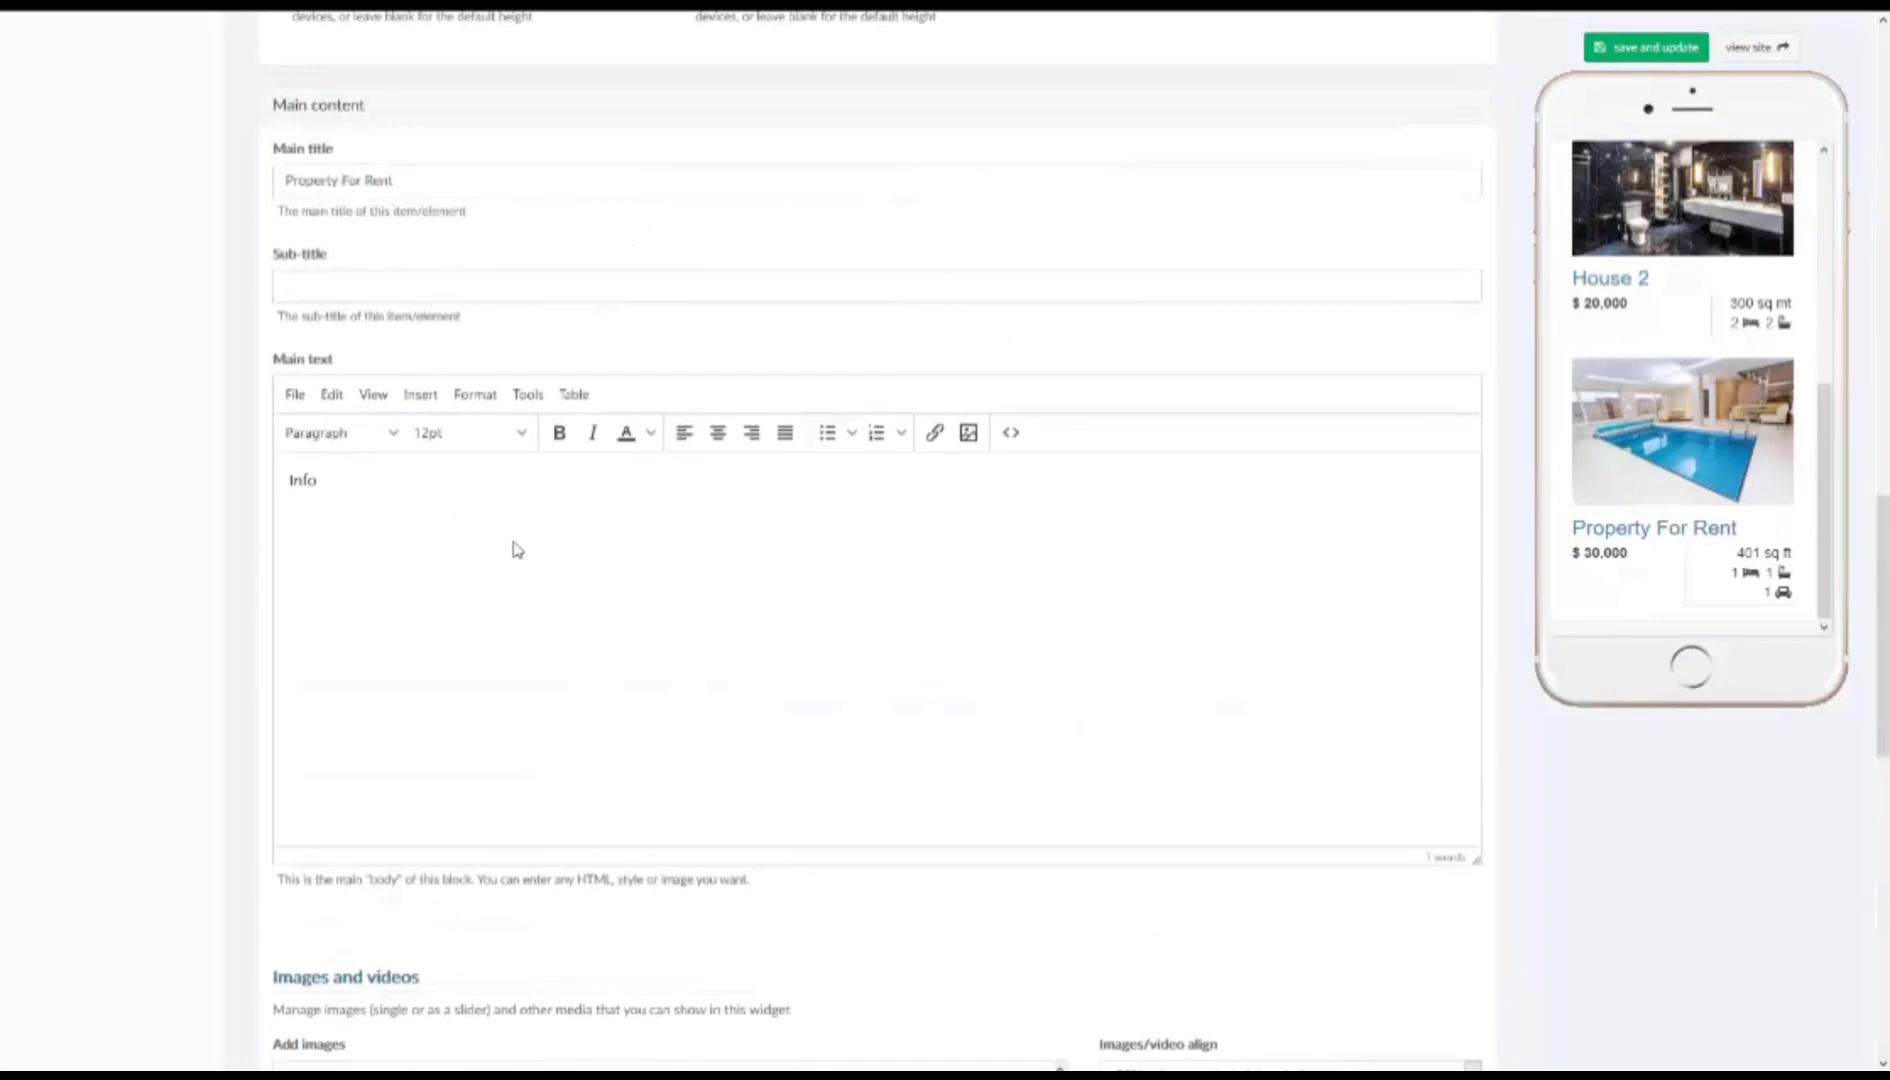 devices, or leave blank for the default height
devices, or leave blank for the default height
save and update
view site
Main content
Main title
Property For Rent
The main title of this item/element
Sub-title
The sub-title of this item/element
Main text
File Edit View Insert Format Tools Table
Paragraph 12pt B I A <>
Info
1 words
This is the main "body" of this block. You can enter any HTML, style or image you want.
Images and videos
Manage images (single or as a slider) and other media that you can show in this widget
Add images
Images/video align
House 2
$ 20,000 300 sq mt
2 2
Property For Rent
$ 30,000 401 sq ft
1 1
1